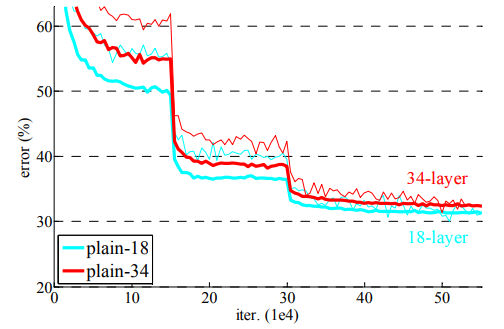 60
50
40
30
20
error (%)
34-layer
18-layer
plain-18
plain-34
0 10 20 30 40 50
iter. (1e4)